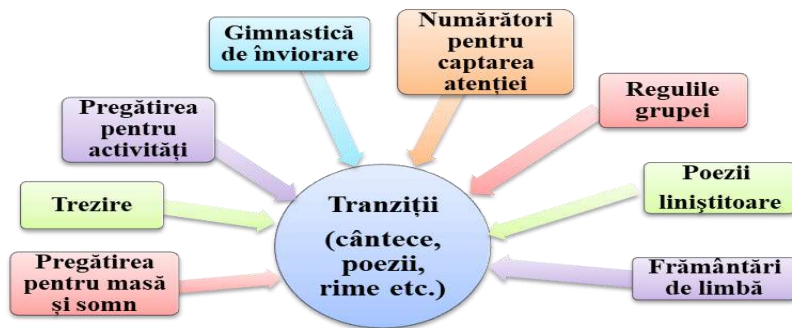 Gimnastică
de înviorare
Numărători
pentru
captarea
atenției
Regulile
grupei
Pregătirea
pentru
activități
Poezii
liniştitoare
Trezire
Tranziții
(cântece,
poezii,
rime etc.)
Pregătirea
pentru masă
și somn
Frământări
de limbă